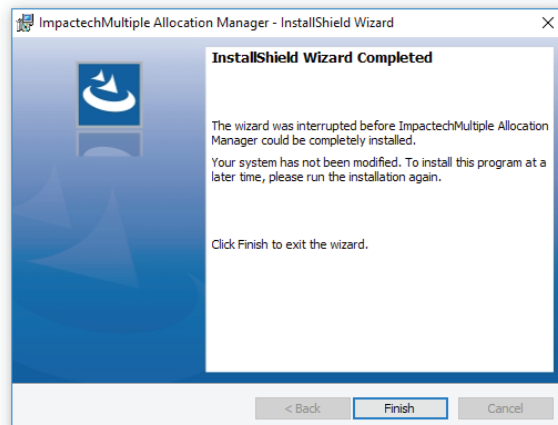 ImpactechMultiple Allocation Manager - InstallShield Wizard
InstallShield Wizard Completed
The wizard was interrupted before ImpactechMultiple Allocation
Manager could be completely installed.
Your system has not been modified. To install this program at a
later time, please run the installation again.
Click Finish to exit the wizard.
< Back Finish Cancel